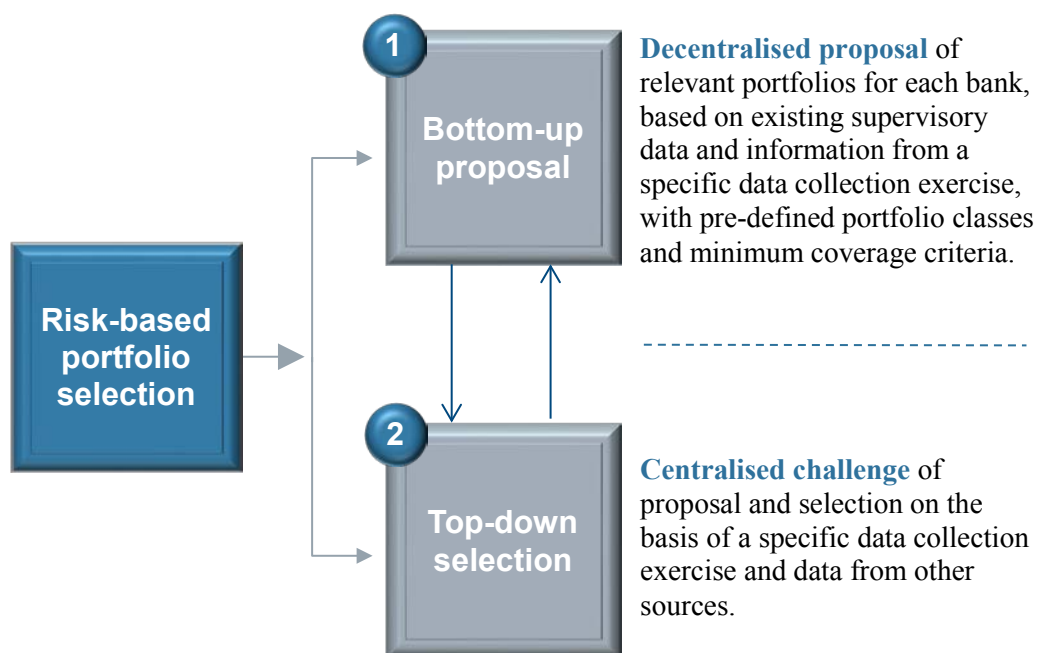 1
Bottom-up
proposal
Decentralised proposal of
relevant portfolios for each bank,
based on existing supervisory
data and information from a
specific data collection exercise,
with pre-defined portfolio classes
and minimum coverage criteria.
Risk-based
portfolio
selection
2
Top-down
selection
Centralised challenge of
proposal and selection on the
basis of a specific data collection
exercise and data from other
sources.